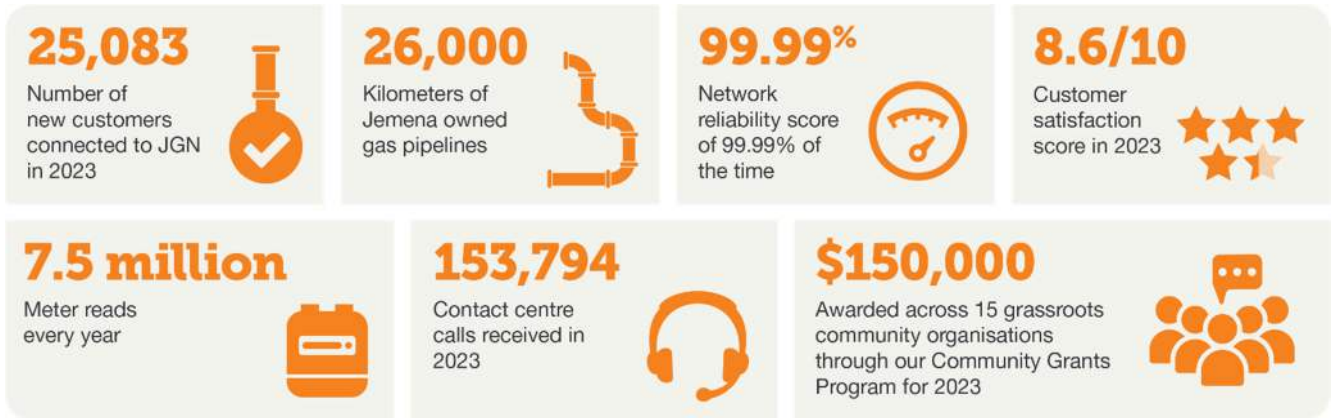 25,083
Number of
new customers
connected to JGN
in 2023
26,000
Kilometers of
Jemena owned
gas pipelines
99.99%
Network
reliability score
of 99.99% of
the time
8.6/10
Customer
satisfaction
score in 2023
7.5 million
Meter reads
every year
153,794
Contact centre
calls received in
2023
$150,000
Awarded across 15 grassroots
community organisations
through our Community Grants
Program for 2023